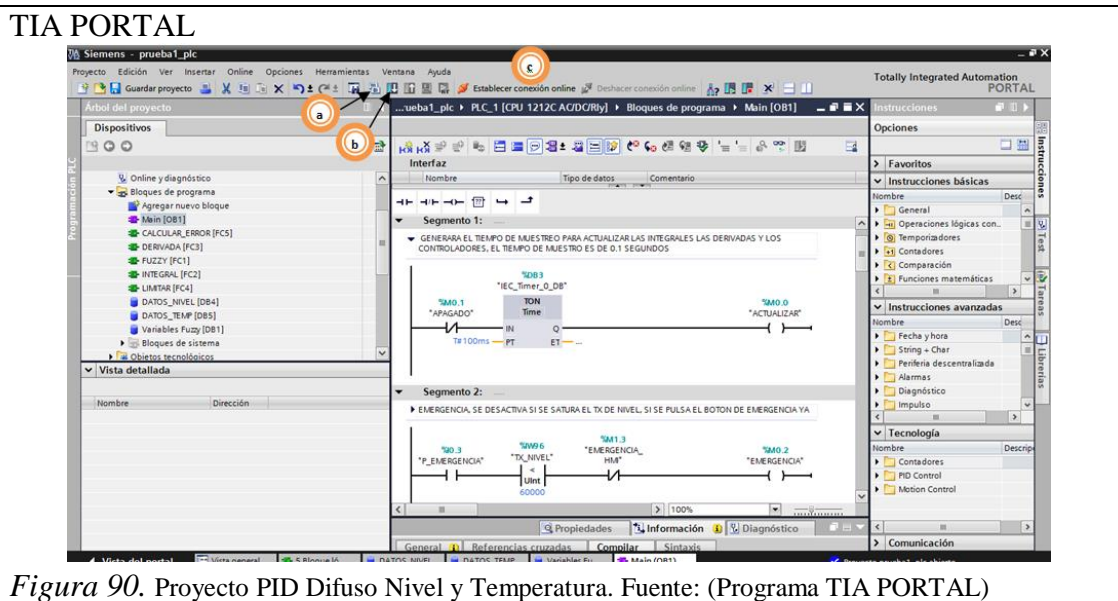 TIA PORTAL
Siemens - prueba1_plc
Proyecto Edición Ver Insertar Online Opciones Herramientas Ventana Ayuda
Totally Integrated Automation
PORTAL
Guardar proyecto
Establecer conexión online
Deshacer conexión online
a
b
c
Árbol del proyecto
Dispositivos
Programación PLC
Online y diagnóstico
Bloques de programa
Agregar nuevo bloque
Main [OB1]
CALCULAR_ERROR [FC5]
DERIVADA [FC3]
FUZZY [FC1]
INTEGRAL [FC2]
LIMITAR [FC4]
DATOS_NIVEL [DB4]
DATOS_TEMP [DB5]
Variables Fuzy [DB1]
Bloques de sistema
Objetos tecnológicos
Vista detallada
Nombre Dirección
...ueba1_plc ▸ PLC_1 [CPU 1212C AC/DC/Rly] ▸ Bloques de programa ▸ Main [OB1]
Interfaz
Nombre Tipo de datos Comentario
Segmento 1:
GENERARA EL TIEMPO DE MUESTREO PARA ACTUALIZAR LAS INTEGRALES LAS DERIVADAS Y LOS
CONTROLADORES, EL TIEMPO DE MUESTRO ES DE 0.1 SEGUNDOS
%DB3
"IEC_Timer_0_DB"
%M0.1
"APAGADO"
TON
Time
IN Q
T#100ms PT ET ...
%M0.0
"ACTUALIZAR"
Segmento 2:
EMERGENCIA, SE DESACTIVA SI SE SATURA EL TX DE NIVEL, SI SE PULSA EL BOTON DE EMERGENCIA YA
%I0.3
"P_EMERGENCIA"
%IW96
"TX_NIVEL"
<
UInt
60000
%M1.3
"EMERGENCIA_
HMI"
%M0.2
"EMERGENCIA"
100%
Propiedades Información Diagnóstico
General Referencias cruzadas Compilar Sintaxis
Instrucciones
Opciones
Favoritos
Instrucciones básicas
Nombre Desc
General
Operaciones lógicas con..
Temporizadores
Contadores
Comparación
Funciones matemáticas
Instrucciones avanzadas
Nombre Desc
Fecha y hora
String + Char
Periferia descentralizada
Alarmas
Diagnóstico
Impulso
Tecnología
Nombre Descrip
Contadores
PID Control
Motion Control
Comunicación
Instrucciones
Test
Tareas
Librerías
Vista del portal Vista general DATOS_NIVEL DATOS_TEMP Variables Fu... Main (OB1)
Figura 90. Proyecto PID Difuso Nivel y Temperatura. Fuente: (Programa TIA PORTAL)